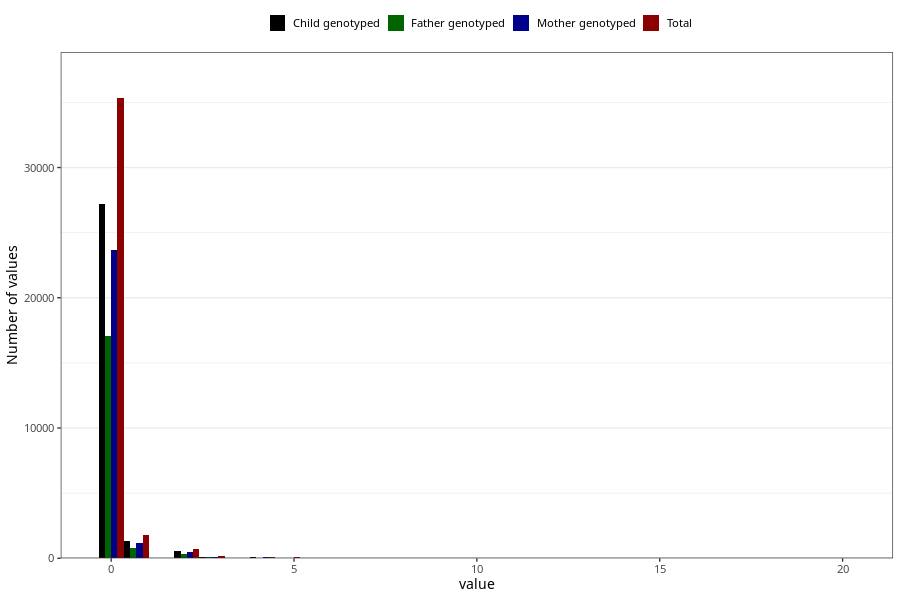 Child genotyped Father genotyped Mother genotyped Total
Number of values
30000
20000
10000
0
0 5 10 15 20
value